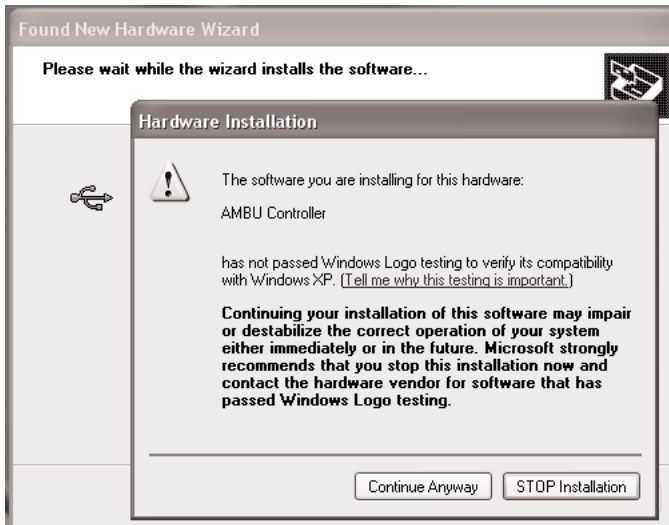 Found New Hardware Wizard
Please wait while the wizard installs the software...
Hardware Installation
The software you are installing for this hardware:
AMBU Controller
has not passed Windows Logo testing to verify its compatibility
with Windows XP. (Tell me why this testing is important.)
Continuing your installation of this software may impair
or destabilize the correct operation of your system
either immediately or in the future. Microsoft strongly
recommends that you stop this installation now and
contact the hardware vendor for software that has
passed Windows Logo testing.
Continue Anyway
STOP Installation